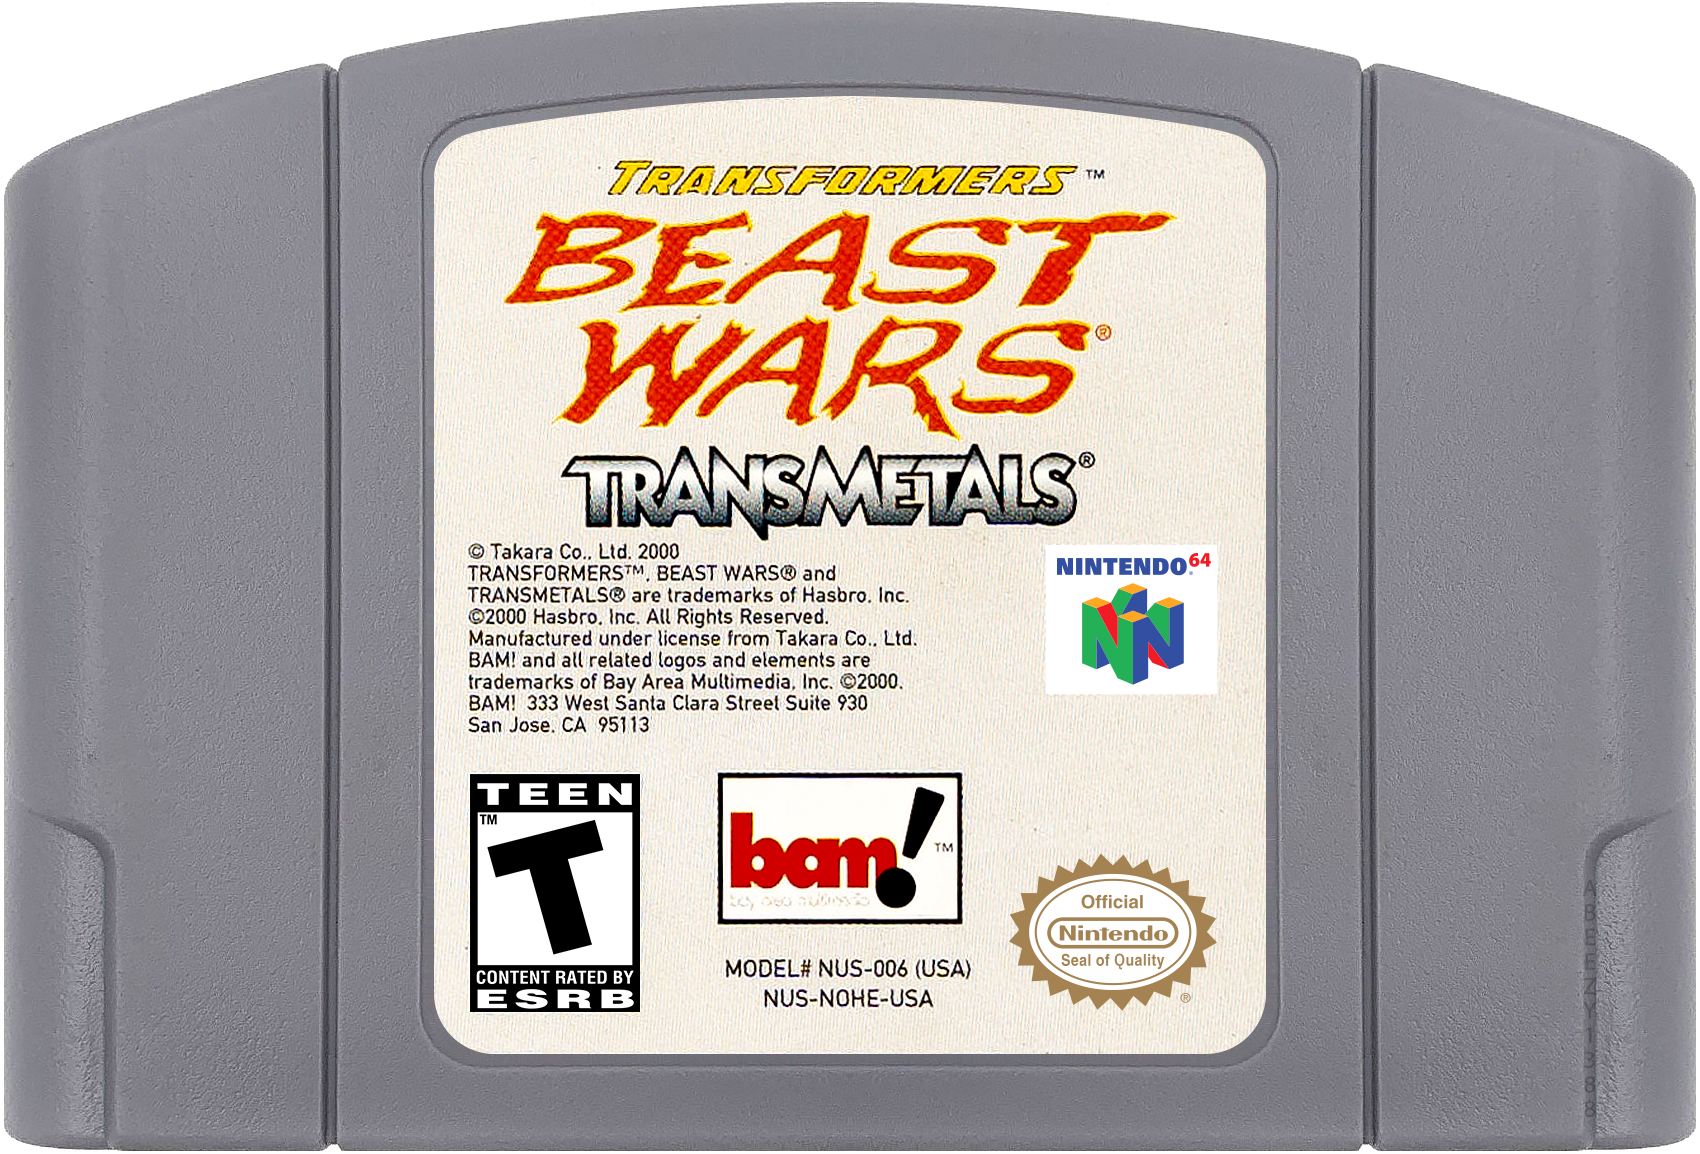 TRANSFORMERS™
BEAST
WARS®
TRANSMETALS®
© Takara Co., Ltd. 2000
TRANSFORMERS™, BEAST WARS® and
TRANSMETALS® are trademarks of Hasbro, Inc.
©2000 Hasbro, Inc. All Rights Reserved.
Manufactured under license from Takara Co., Ltd.
BAM! and all related logos and elements are
trademarks of Bay Area Multimedia, Inc. ©2000.
BAM! 333 West Santa Clara Street Suite 930
San Jose, CA 95113
NINTENDO64
TEEN
™
T
CONTENT RATED BY
ESRB
bam!™
bay area multimedia
MODEL# NUS-006 (USA)
NUS-NOHE-USA
Official
Nintendo
Seal of Quality
®
ABEEZY1988